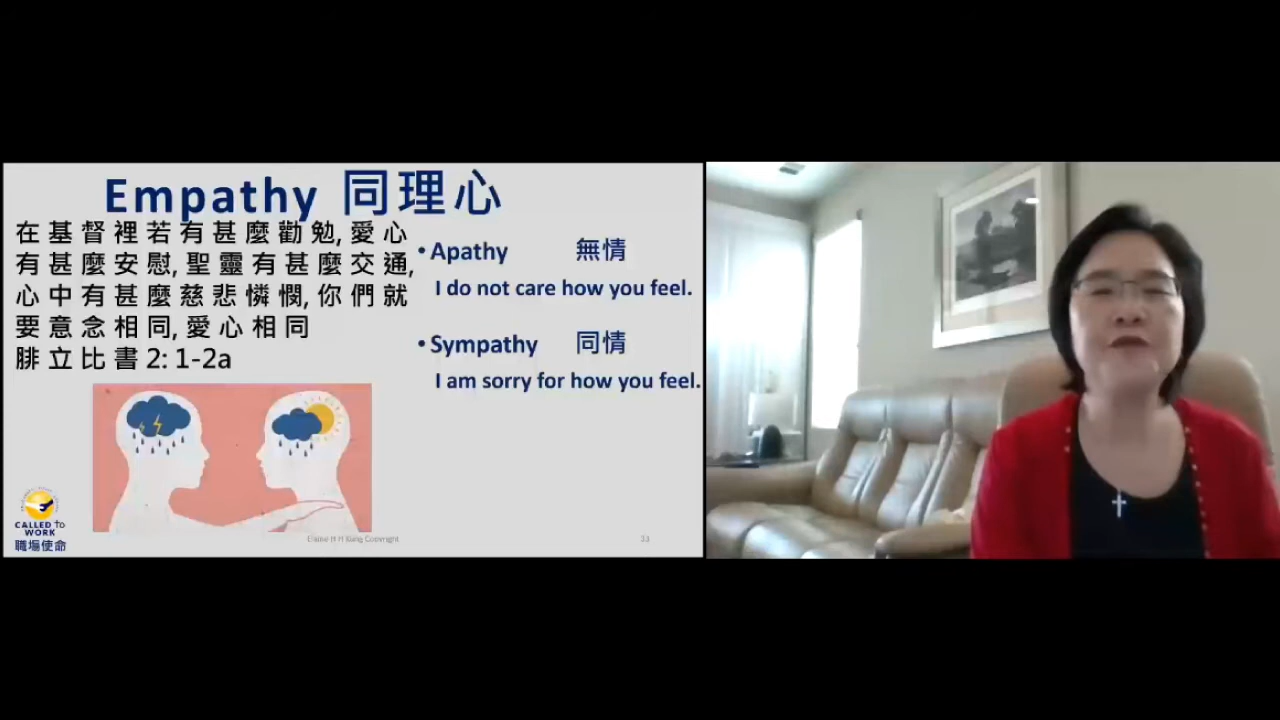 Empathy 同理心
在基督裡若有甚麼勸勉, 愛心
有甚麼安慰, 聖靈有甚麼交通,
心中有甚麼慈悲憐憫, 你們就
要意念相同, 愛心相同
腓立比書 2: 1-2a
• Apathy 無情
I do not care how you feel.
• Sympathy 同情
I am sorry for how you feel.
CALLED to
WORK
職場使命
Copyright
33